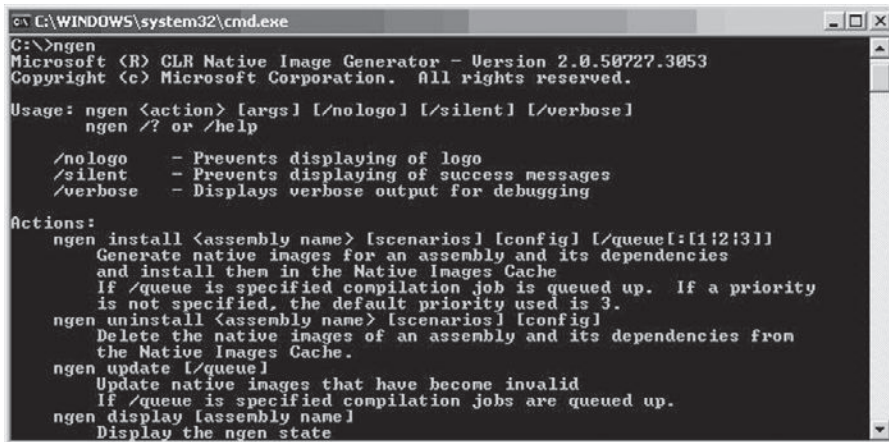 C:\WINDOWS\system32\cmd.exe
C:\>ngen
Microsoft (R) CLR Native Image Generator - Version 2.0.50727.3053
Copyright (c) Microsoft Corporation.  All rights reserved.

Usage: ngen <action> [args] [/nologo] [/silent] [/verbose]
       ngen /? or /help

    /nologo    - Prevents displaying of logo
    /silent    - Prevents displaying of success messages
    /verbose   - Displays verbose output for debugging

Actions:
    ngen install <assembly name> [scenarios] [config] [/queue[:[1|2|3]]
        Generate native images for an assembly and its dependencies
        and install them in the Native Images Cache
        If /queue is specified compilation job is queued up.  If a priority
        is not specified, the default priority used is 3.
    ngen uninstall <assembly name> [scenarios] [config]
        Delete the native images of an assembly and its dependencies from
        the Native Images Cache.
    ngen update [/queue]
        Update native images that have become invalid
        If /queue is specified compilation jobs are queued up.
    ngen display [assembly name]
        Display the ngen state